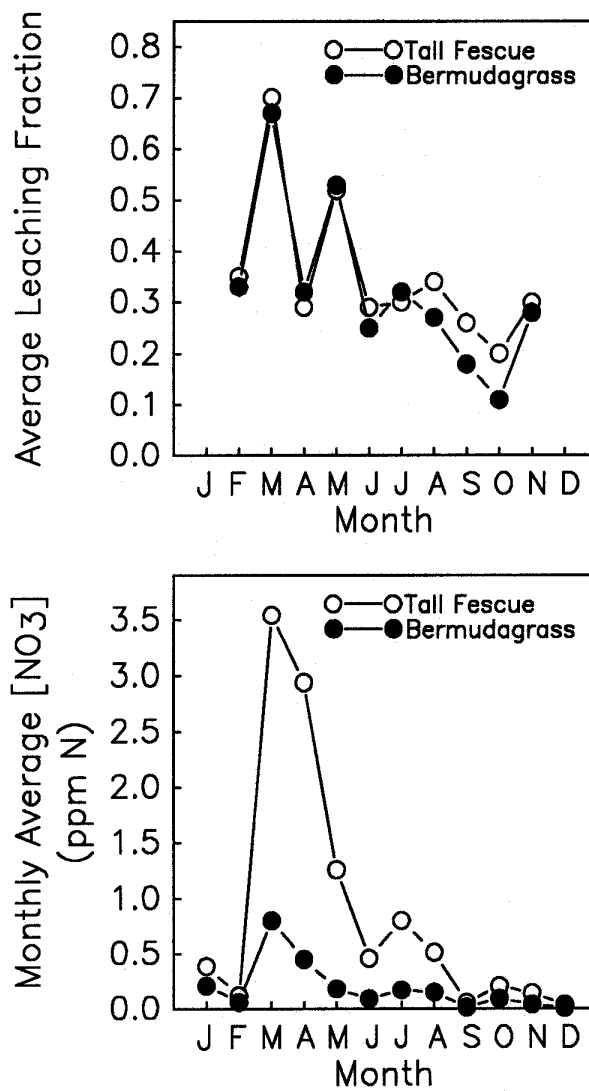 Average Leaching Fraction
0.8
0.7
0.6
0.5
0.4
0.3
0.2
0.1
0.0
Tall Fescue
Bermudagrass
J F M A M J J A S O N D
Month
Monthly Average [NO3]
(ppm N)
3.5
3.0
2.5
2.0
1.5
1.0
0.5
0.0
Tall Fescue
Bermudagrass
J F M A M J J A S O N D
Month